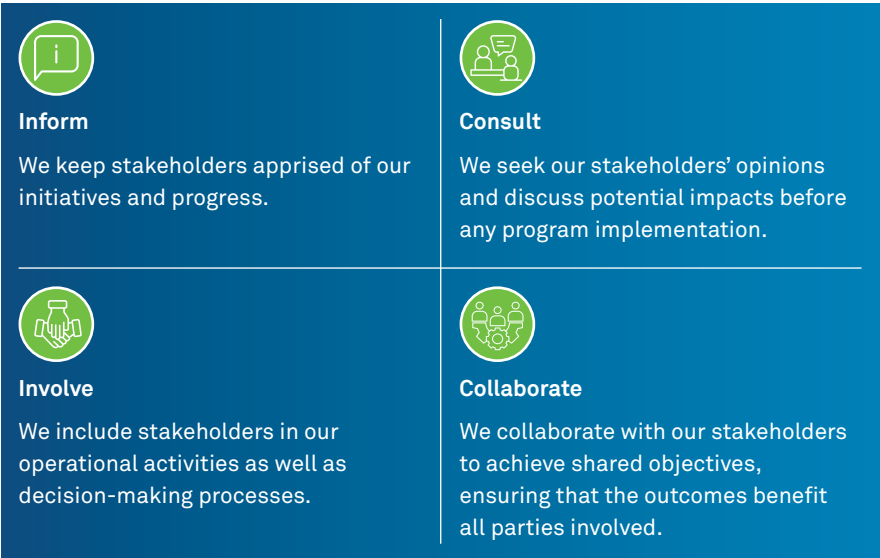 Inform
We keep stakeholders apprised of our
initiatives and progress.
Consult
We seek our stakeholders’ opinions
and discuss potential impacts before
any program implementation.
Involve
We include stakeholders in our
operational activities as well as
decision-making processes.
Collaborate
We collaborate with our stakeholders
to achieve shared objectives,
ensuring that the outcomes benefit
all parties involved.